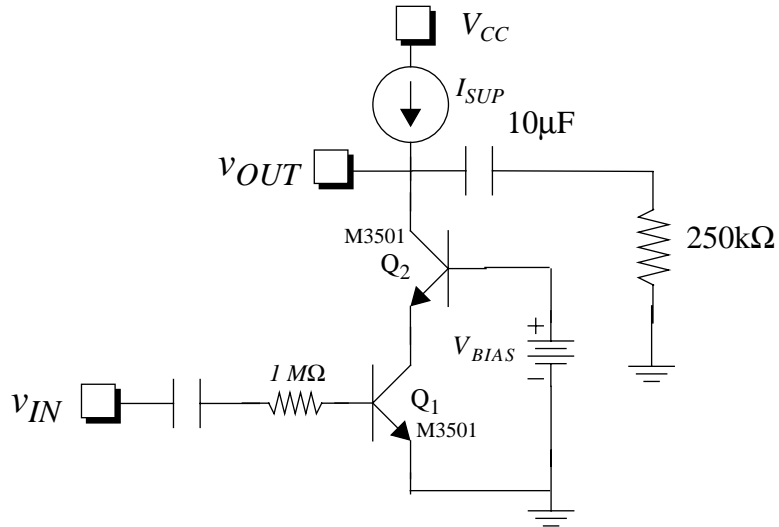 V_CC
I_SUP
10µF
v_OUT
M3501
250kΩ
Q_2
+
V_BIAS
−
1 MΩ
v_IN
Q_1
M3501